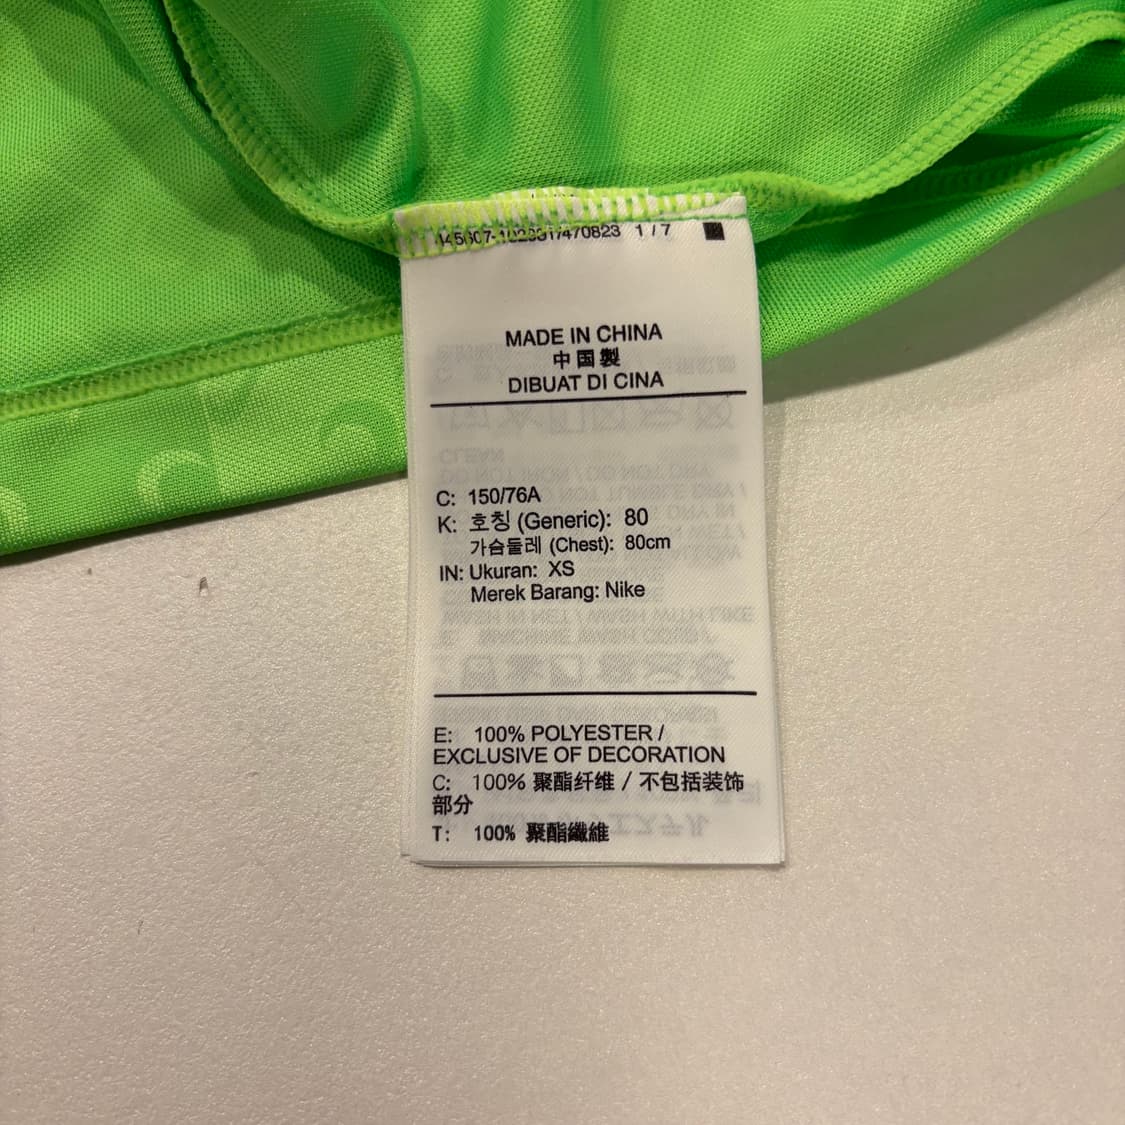 1/7
MADE IN CHINA
中国製
DIBUAT DI CINA
C: 150/76A
K: 호칭 (Generic): 80
가슴둘레 (Chest): 80cm
IN: Ukuran: XS
Merek Barang: Nike
E: 100% POLYESTER /
EXCLUSIVE OF DECORATION
C: 100% 聚酯纤维 / 不包括装饰
部分
T: 100% 聚酯纖維